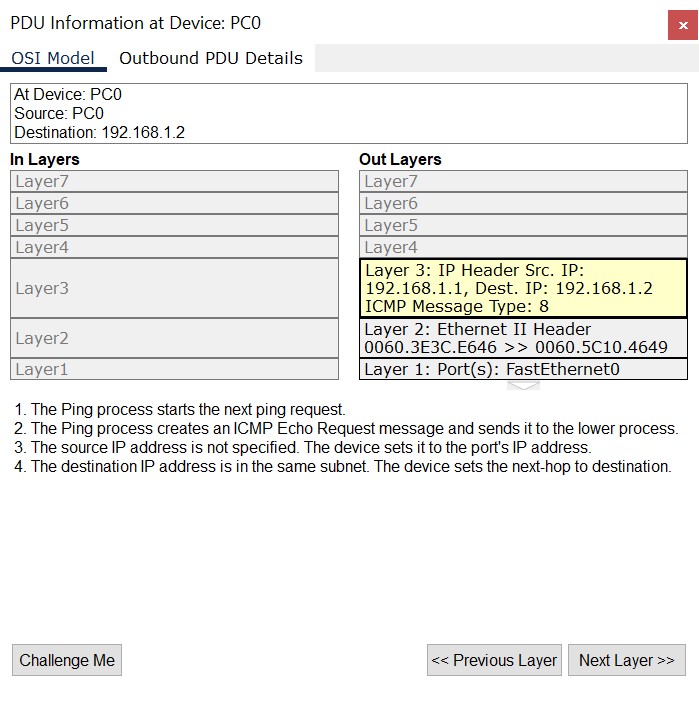 PDU Information at Device: PC0
x
OSI Model Outbound PDU Details
At Device: PC0
Source: PC0
Destination: 192.168.1.2
In Layers
Layer7
Layer6
Layer5
Layer4
Layer3
Layer2
Layer1
Out Layers
Layer7
Layer6
Layer5
Layer4
Layer 3: IP Header Src. IP:
192.168.1.1, Dest. IP: 192.168.1.2
ICMP Message Type: 8
Layer 2: Ethernet II Header
0060.3E3C.E646 >> 0060.5C10.4649
Layer 1: Port(s): FastEthernet0
1. The Ping process starts the next ping request.
2. The Ping process creates an ICMP Echo Request message and sends it to the lower process.
3. The source IP address is not specified. The device sets it to the port's IP address.
4. The destination IP address is in the same subnet. The device sets the next-hop to destination.
Challenge Me
<< Previous Layer
Next Layer >>